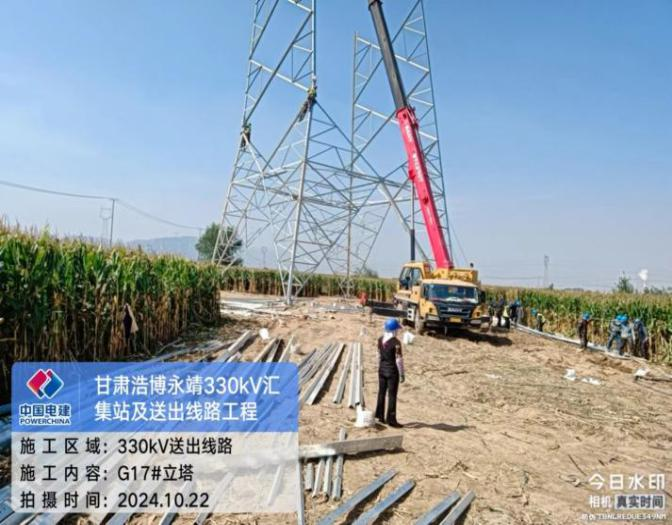 甘肃浩博永靖330kV汇
集站及送出线路工程
中国电建
POWERCHINA
施工区域：330kV送出线路
施工内容：G17#立塔
拍摄时间：2024.10.22
今日水印
相机 真实时间